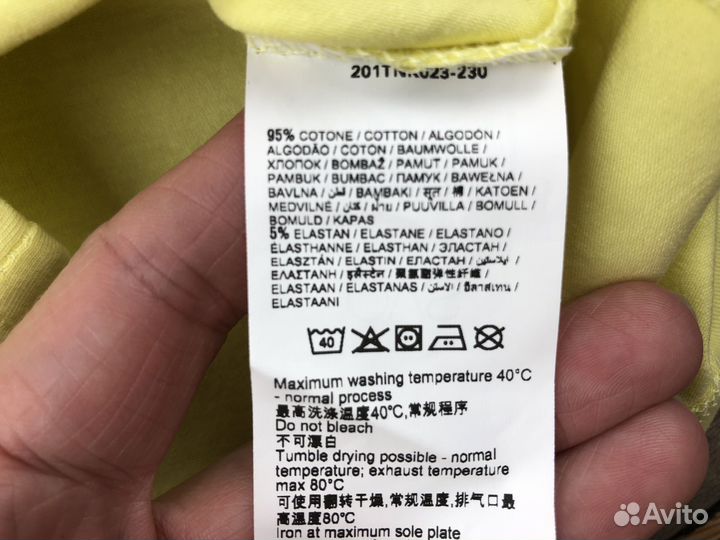 201TNK023-230
95% COTONE / COTTON / ALGODÓN /
ALGODÃO / COTON / BAUMWOLLE /
ХЛОПОК / BOMBAŽ / PAMUT / PAMUK /
PAMBUK / BUMBAC / ПАМУК / BAWEŁNA /
BAVLNA / قطن / BAMBAKI / सूत / 棉 / KATOEN /
MEDVILNĖ / كتان / ฝ้าย / PUUVILLA / BOMULL /
BOMULD / KAPAS
5% ELASTAN / ELASTANE / ELASTANO /
ELASTHANNE / ELASTHAN / ЭЛАСТАН /
ELASZTÁN / ELASTIN / ЕЛАСТАН /
ΕΛΑΣΤΑΝΗ / इलैस्टेन / 聚氨酯弹性纤维 /
ELASTAAN / ELASTANAS / الاستن / อีลาสเทน /
ELASTAANI
40
Maximum washing temperature 40°C
- normal process
最高洗涤温度40°C,常规程序
Do not bleach
不可漂白
Tumble drying possible - normal
temperature; exhaust temperature
max 80°C
可使用翻转干燥,常规温度,排气口最
高温度80°C
Iron at maximum sole plate
Avito